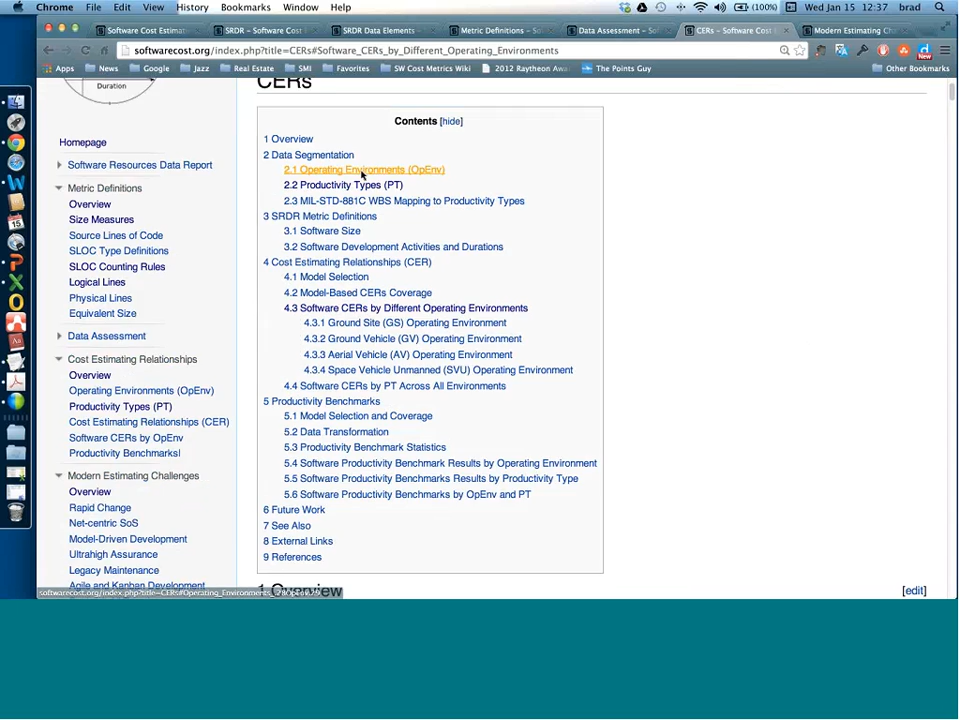 Chrome File Edit View History Bookmarks Window Help (100%) Wed Jan 15 12:37 brad
Software Cost Estimat SRDR – Software Cost SRDR Data Elements - Metric Definitions – So Data Assessment – Sof CERs – Software Cost E Modern Estimating Cha
softwarecost.org/index.php?title=CERs#Software_CERs_by_Different_Operating_Environments
Apps News Google Jazz Real Estate SMI Favorites SW Cost Metrics Wiki 2012 Raytheon Award The Points Guy Other Bookmarks
New
Duration
Homepage
Software Resources Data Report
Metric Definitions
Overview
Size Measures
Source Lines of Code
SLOC Type Definitions
SLOC Counting Rules
Logical Lines
Physical Lines
Equivalent Size
Data Assessment
Cost Estimating Relationships
Overview
Operating Environments (OpEnv)
Productivity Types (PT)
Cost Estimating Relationships (CER)
Software CERs by OpEnv
Productivity Benchmarks|
Modern Estimating Challenges
Overview
Rapid Change
Net-centric SoS
Model-Driven Development
Ultrahigh Assurance
Legacy Maintenance
Agile and Kanban Development
CERs
Contents [hide]
1 Overview
2 Data Segmentation
2.1 Operating Environments (OpEnv)
2.2 Productivity Types (PT)
2.3 MIL-STD-881C WBS Mapping to Productivity Types
3 SRDR Metric Definitions
3.1 Software Size
3.2 Software Development Activities and Durations
4 Cost Estimating Relationships (CER)
4.1 Model Selection
4.2 Model-Based CERs Coverage
4.3 Software CERs by Different Operating Environments
4.3.1 Ground Site (GS) Operating Environment
4.3.2 Ground Vehicle (GV) Operating Environment
4.3.3 Aerial Vehicle (AV) Operating Environment
4.3.4 Space Vehicle Unmanned (SVU) Operating Environment
4.4 Software CERs by PT Across All Environments
5 Productivity Benchmarks
5.1 Model Selection and Coverage
5.2 Data Transformation
5.3 Productivity Benchmark Statistics
5.4 Software Productivity Benchmark Results by Operating Environment
5.5 Software Productivity Benchmarks Results by Productivity Type
5.6 Software Productivity Benchmarks by OpEnv and PT
6 Future Work
7 See Also
8 External Links
9 References
1 Overview [edit]